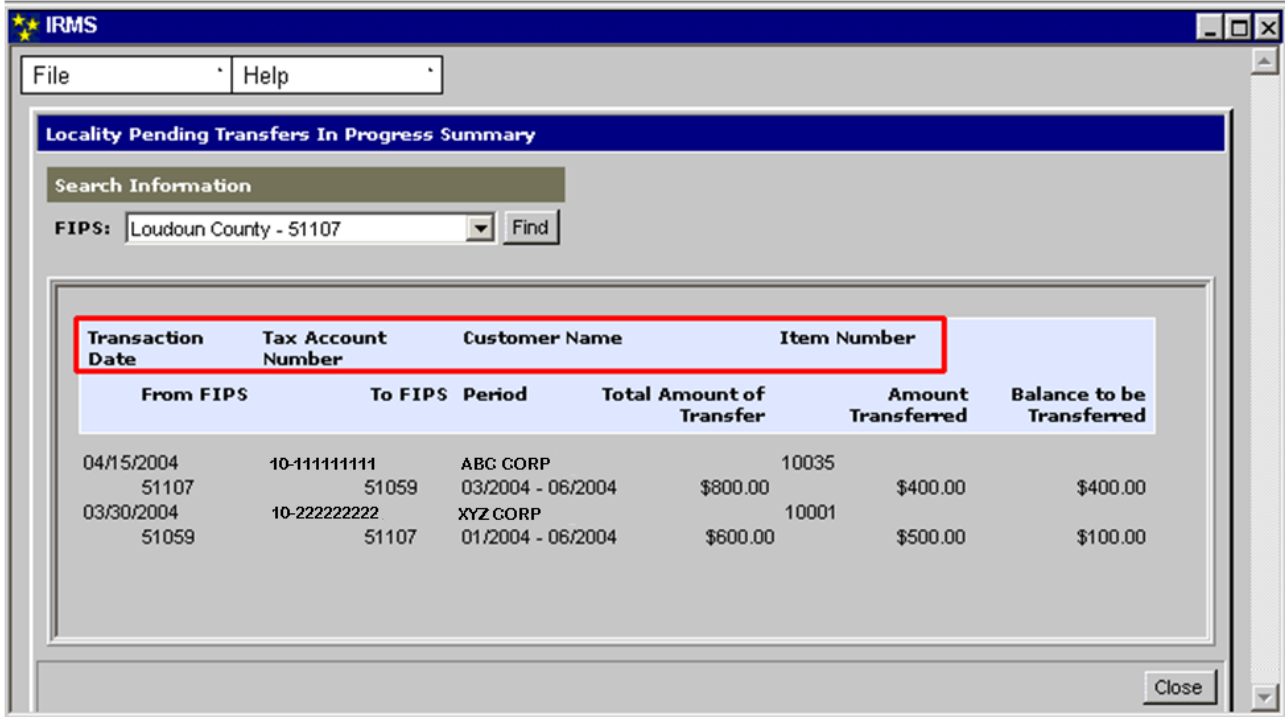 IRMS
File Help
Locality Pending Transfers In Progress Summary
Search Information
FIPS: Loudoun County - 51107 Find
Transaction Date Tax Account Number Customer Name Item Number
From FIPS To FIPS Period Total Amount of Transfer Amount Transferred Balance to be Transferred
04/15/2004 10-111111111 ABC CORP 10035
51107 51059 03/2004 - 06/2004 $800.00 $400.00 $400.00
03/30/2004 10-222222222 XYZ CORP 10001
51059 51107 01/2004 - 06/2004 $600.00 $500.00 $100.00
Close